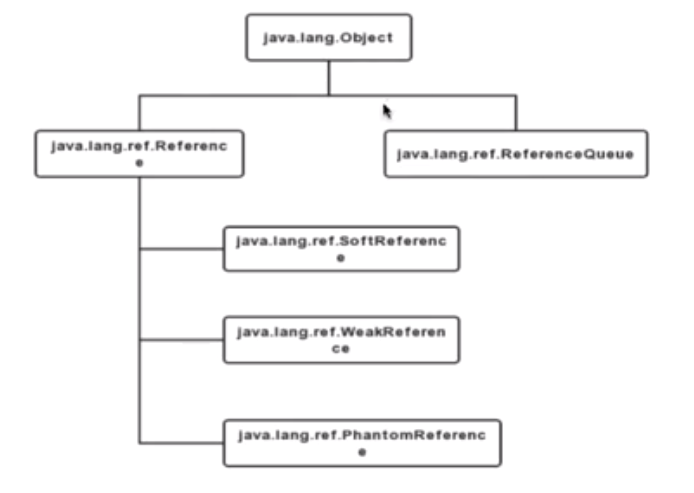 java.lang.Object
java.lang.ref.Referenc
e
java.lang.ref.ReferenceQueue
java.lang.ref.SoftReferenc
e
java.lang.ref.WeakReferen
ce
java.lang.ref.PhantomReferenc
e